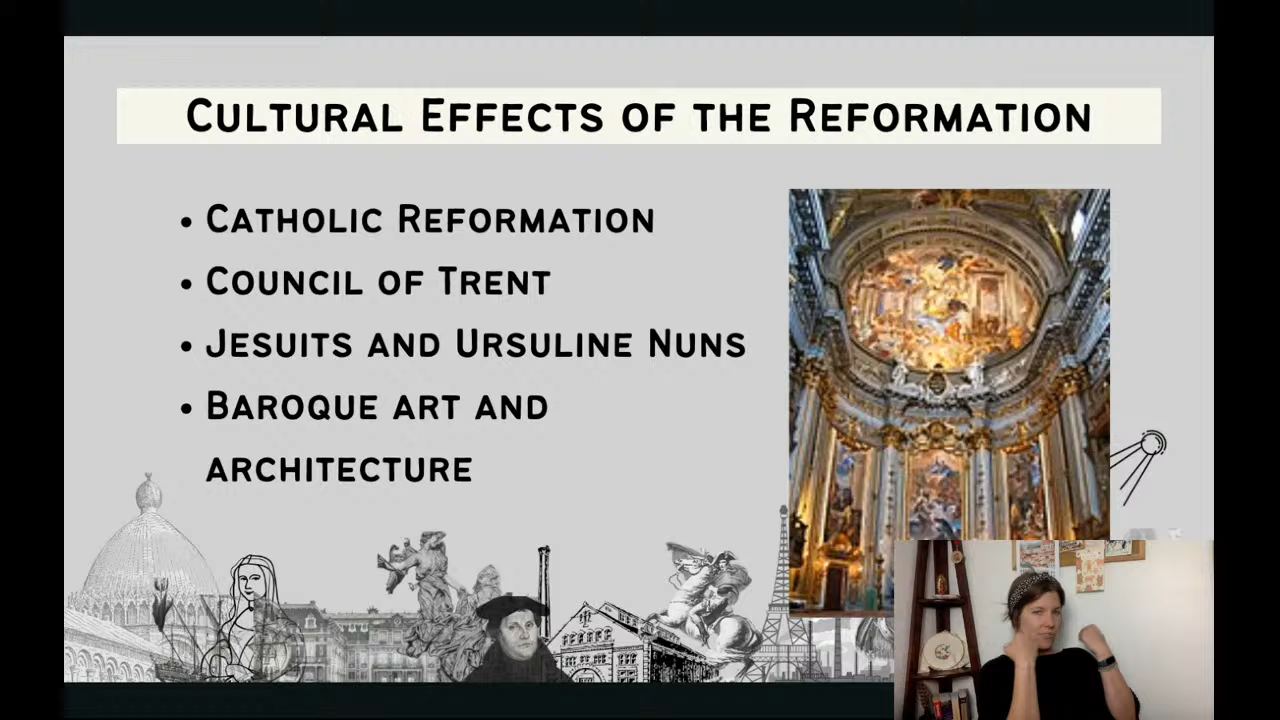 Cultural Effects of the Reformation
• Catholic Reformation
• Council of Trent
• Jesuits and Ursuline Nuns
• Baroque art and
architecture